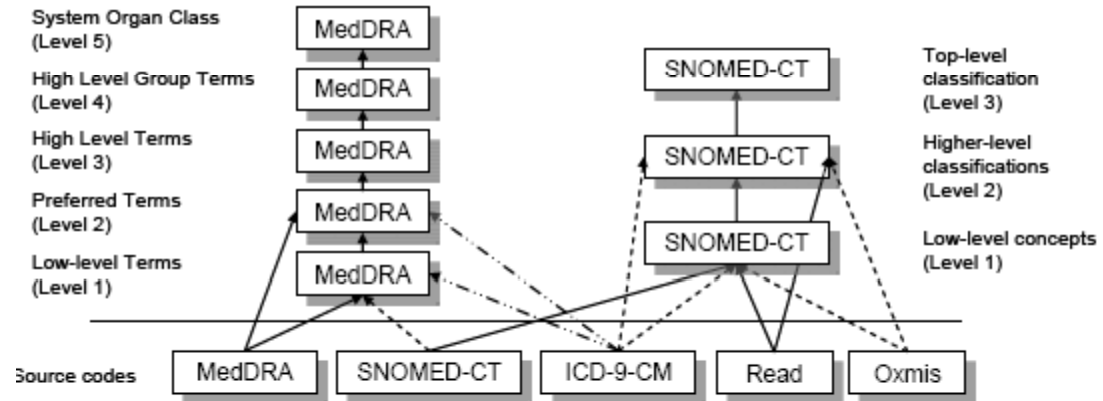 System Organ Class
(Level 5)
MedDRA
High Level Group Terms
(Level 4)
MedDRA
High Level Terms
(Level 3)
MedDRA
Preferred Terms
(Level 2)
MedDRA
Low-level Terms
(Level 1)
MedDRA
SNOMED-CT
Top-level
classification
(Level 3)
SNOMED-CT
Higher-level
classifications
(Level 2)
SNOMED-CT
Low-level concepts
(Level 1)
Source codes
MedDRA
SNOMED-CT
ICD-9-CM
Read
Oxmis